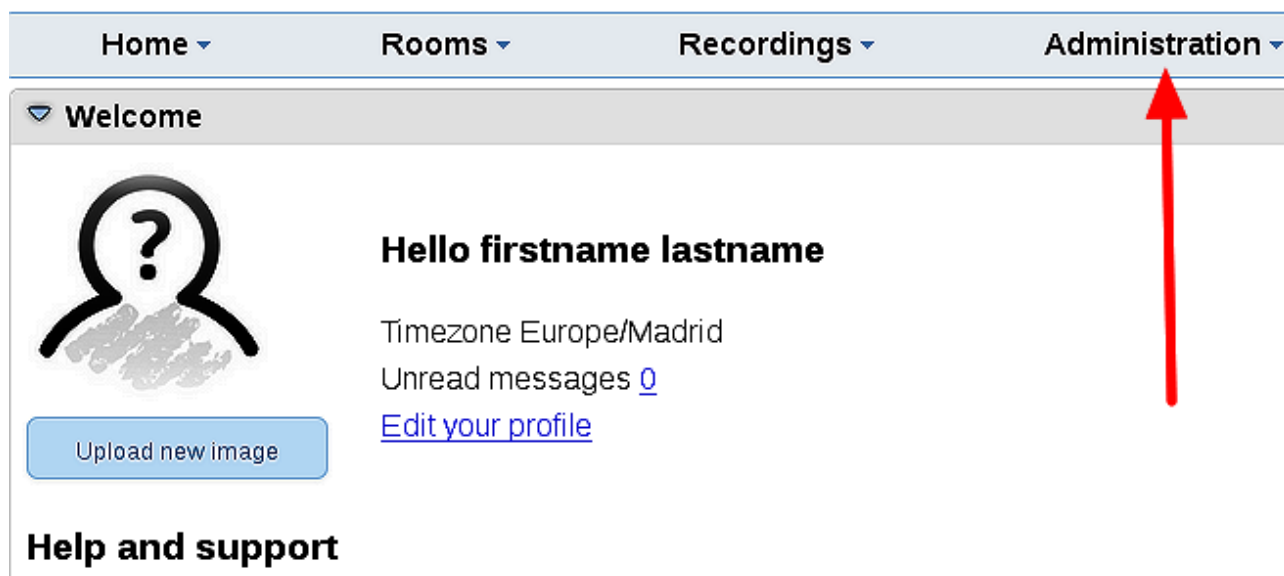 Home Rooms Recordings Administration
Welcome
?
Hello firstname lastname
Timezone Europe/Madrid
Unread messages 0
Edit your profile
Upload new image
Help and support